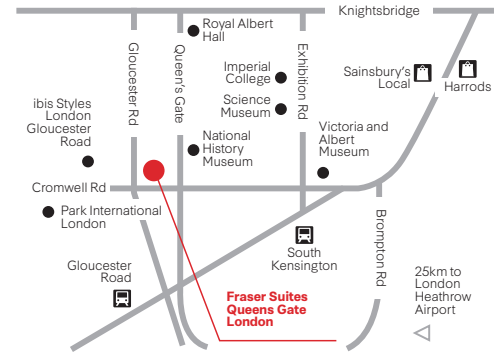 Knightsbridge
Royal Albert
Hall
Gloucester Rd
Queen's Gate
Exhibition Rd
Imperial
College
Sainsbury's
Local
Harrods
Science
Museum
ibis Styles
London
Gloucester
Road
National
History
Museum
Victoria and
Albert
Museum
Cromwell Rd
Park International
London
Brompton Rd
South
Kensington
Gloucester
Road
Fraser Suites
Queens Gate
London
25km to
London
Heathrow
Airport